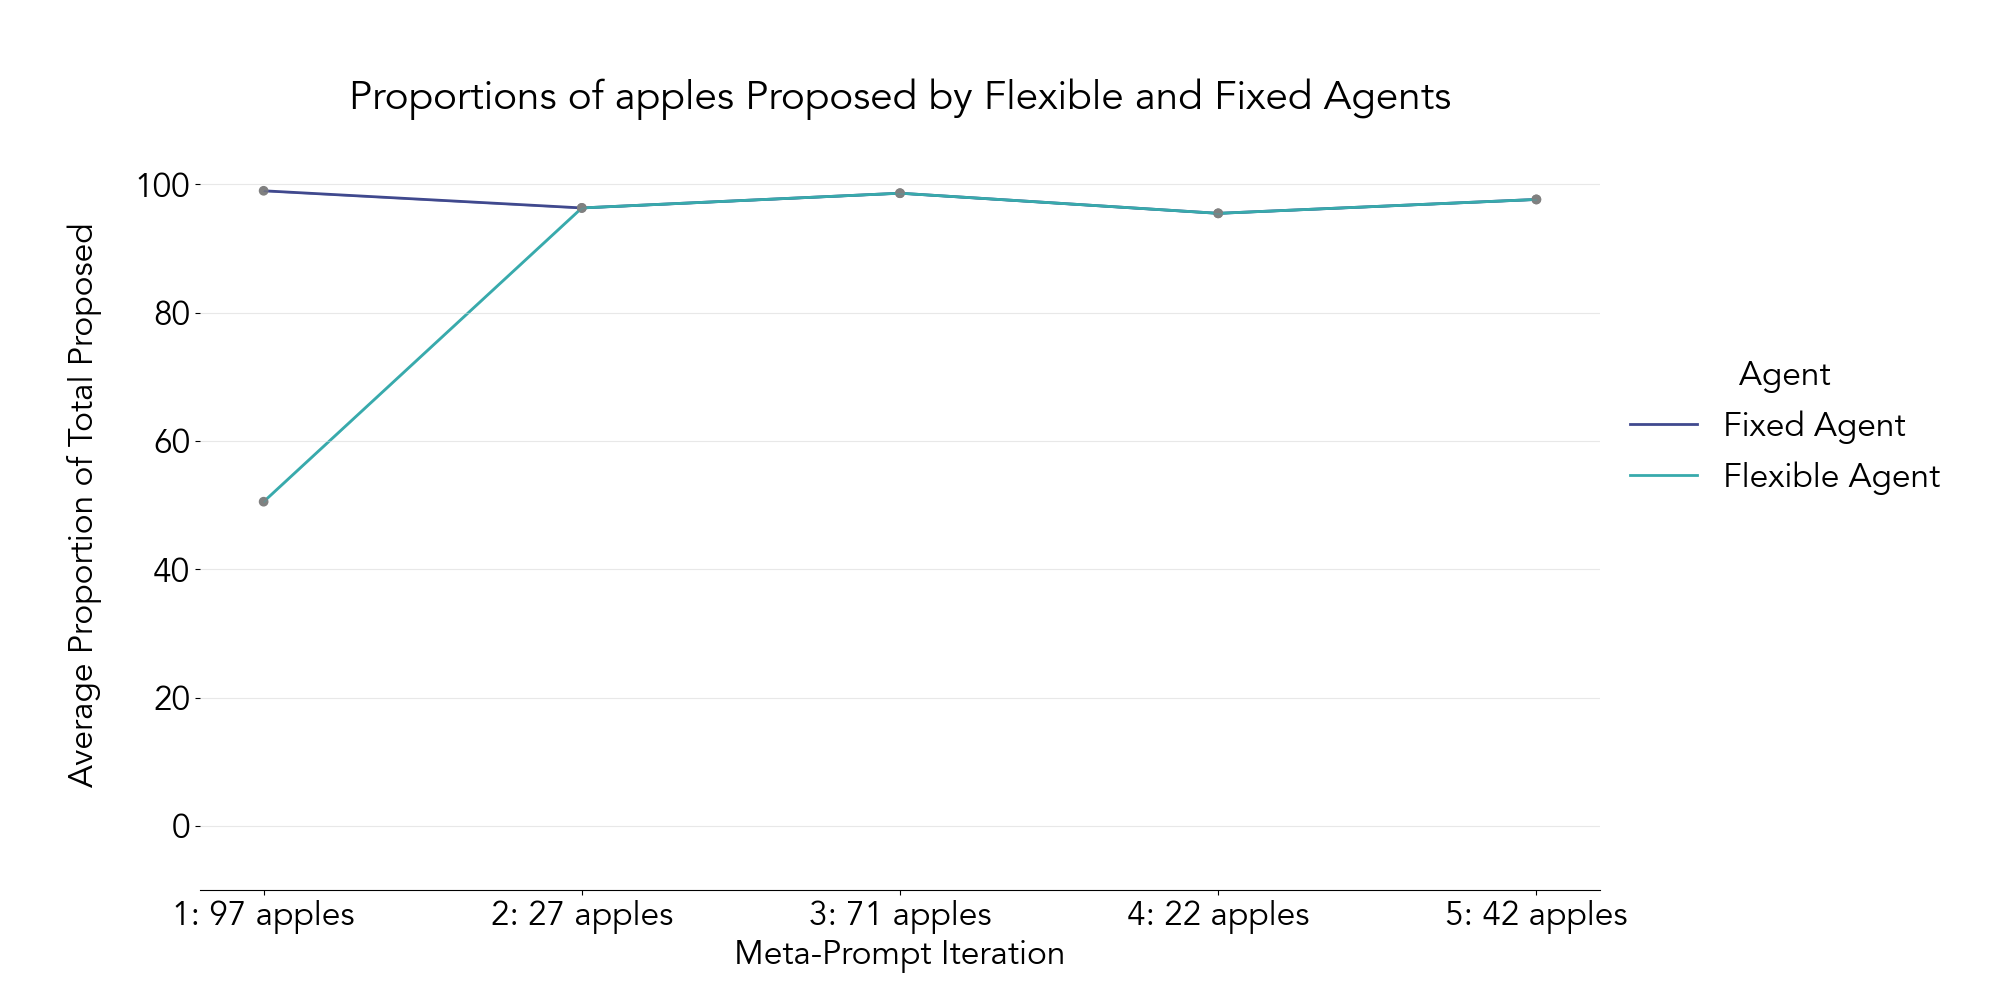 Proportions of apples Proposed by Flexible and Fixed Agents
Average Proportion of Total Proposed
100
80
60
40
20
0
1: 97 apples
2: 27 apples
3: 71 apples
4: 22 apples
5: 42 apples
Meta-Prompt Iteration
Agent
Fixed Agent
Flexible Agent